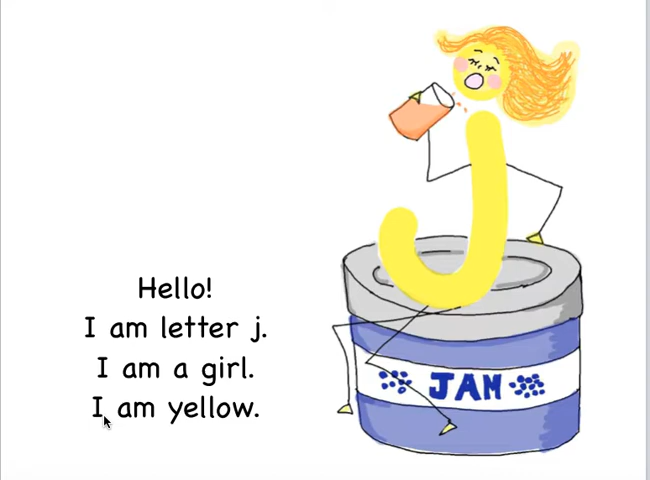 Hello!
I am letter j.
I am a girl.
I am yellow.
JAM